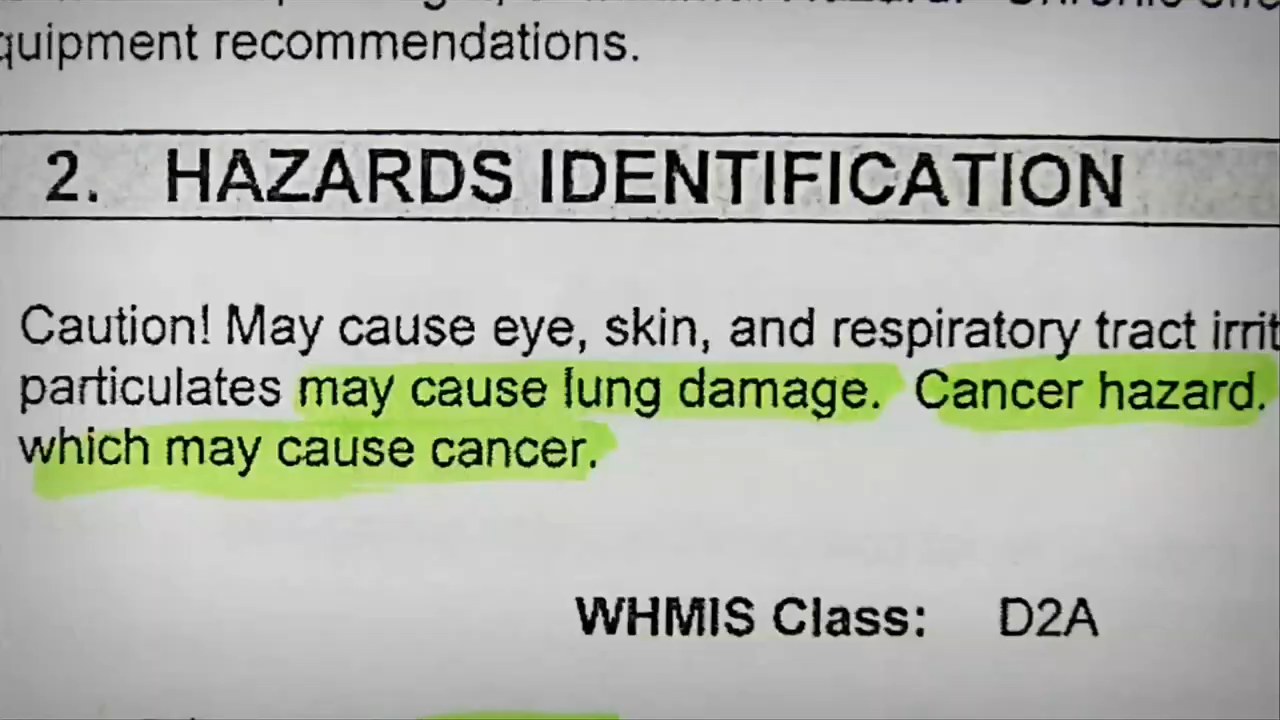 quipment recommendations.
2. HAZARDS IDENTIFICATION
Caution! May cause eye, skin, and respiratory tract irrit
particulates may cause lung damage. Cancer hazard.
which may cause cancer.
WHMIS Class: D2A